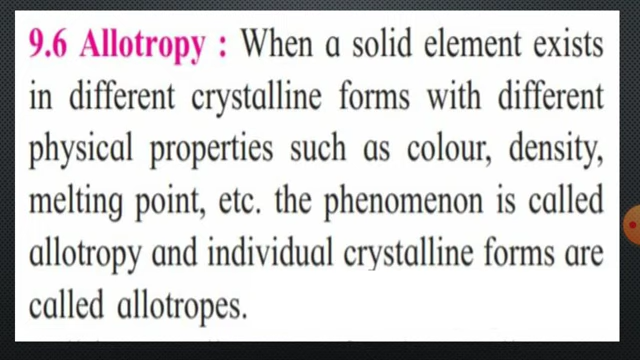 9.6 Allotropy : When a solid element exists
in different crystalline forms with different
physical properties such as colour, density,
melting point, etc. the phenomenon is called
allotropy and individual crystalline forms are
called allotropes.